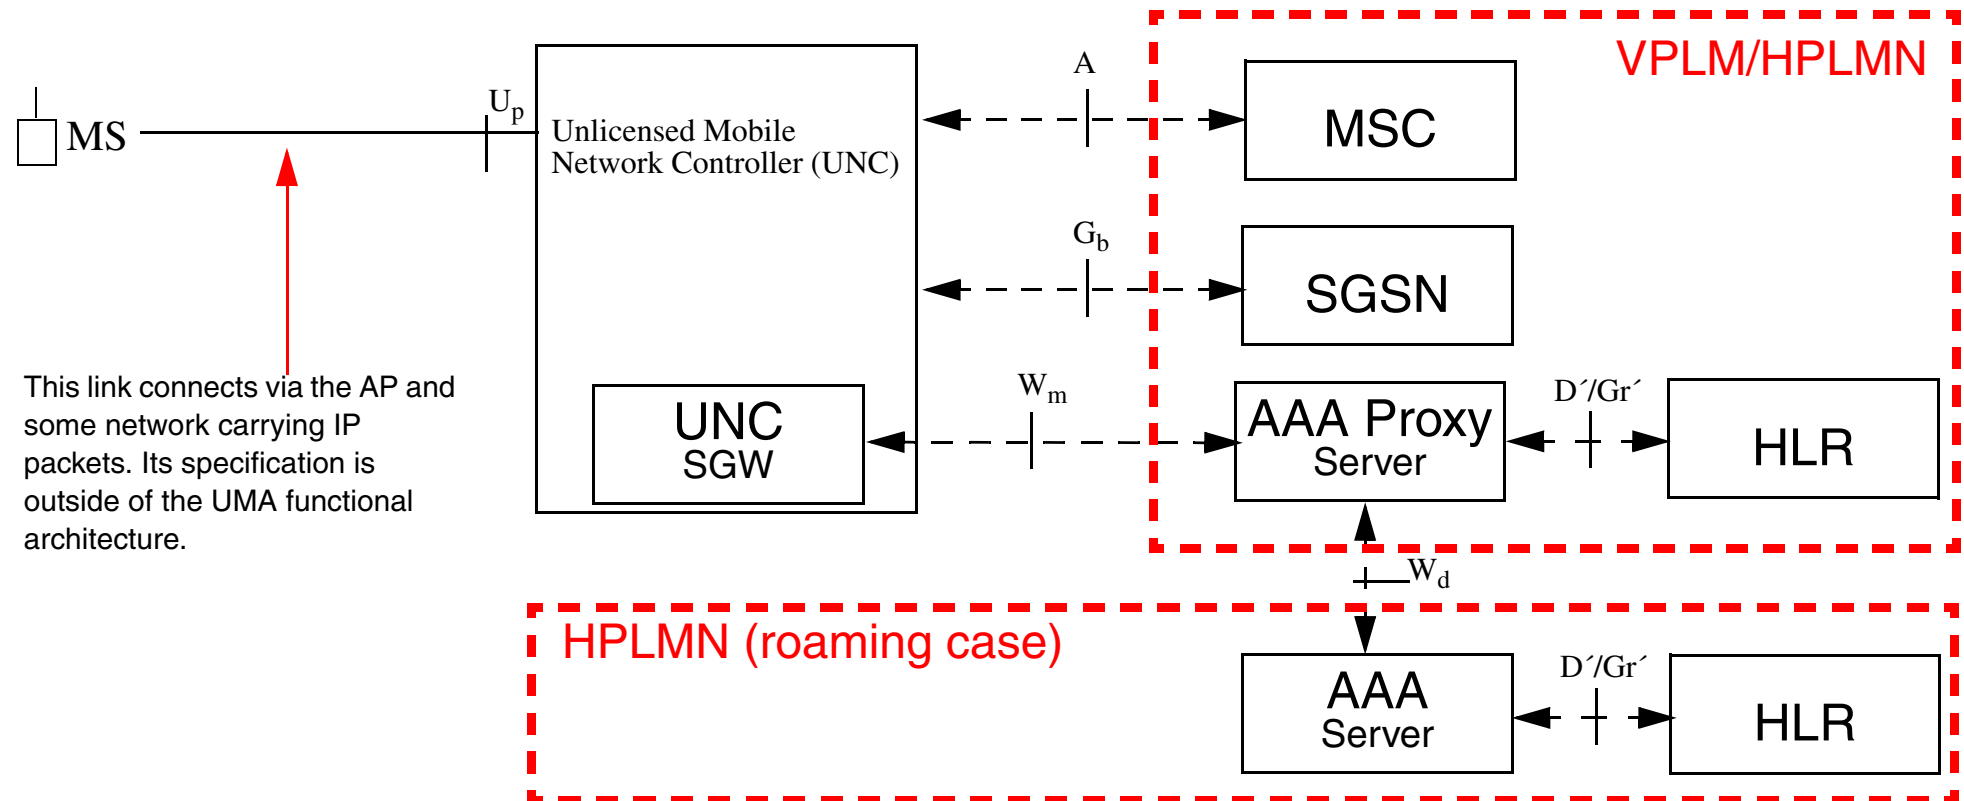 VPLM/HPLMN
MS
Up
Unlicensed Mobile
Network Controller (UNC)
A
MSC
Gb
SGSN
This link connects via the AP and
some network carrying IP
packets. Its specification is
outside of the UMA functional
architecture.
UNC
SGW
Wm
AAA Proxy
Server
D´/Gr´
HLR
Wd
HPLMN (roaming case)
AAA
Server
D´/Gr´
HLR